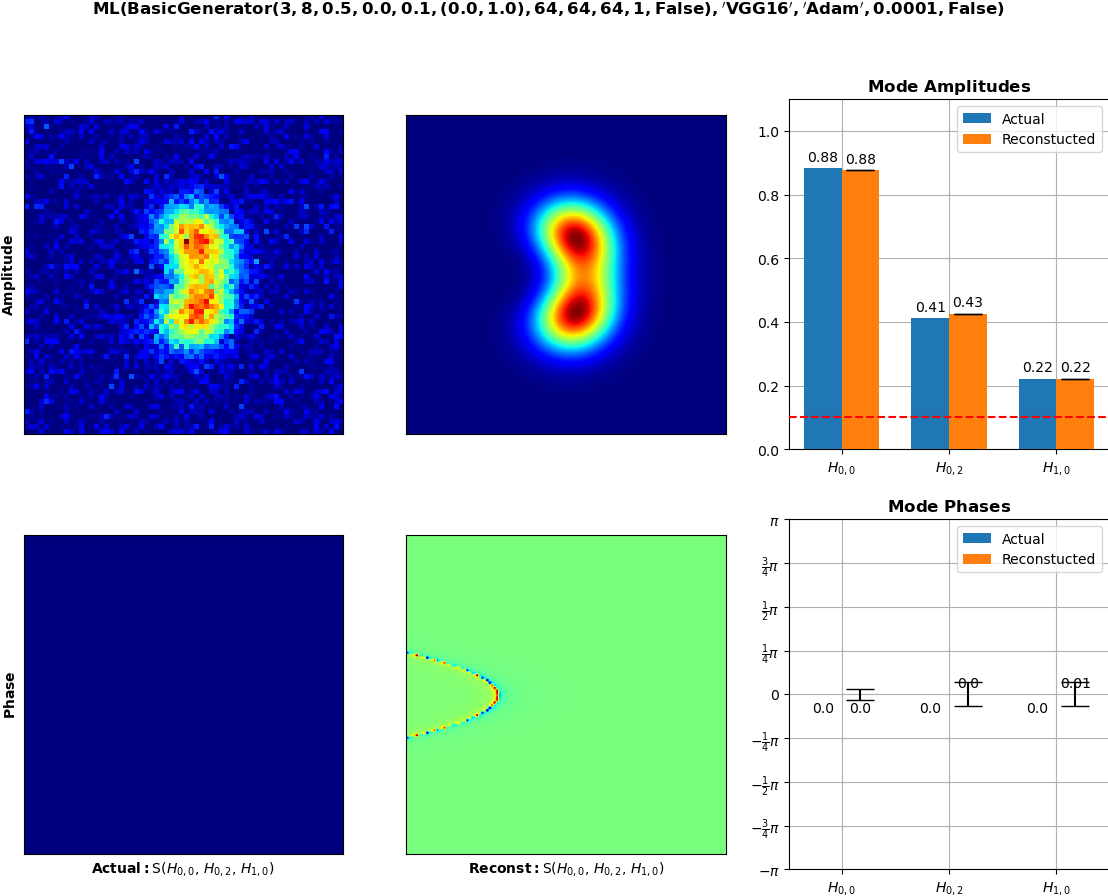 ML(BasicGenerator(3, 8, 0.5, 0.0, 0.1, (0.0, 1.0), 64, 64, 64, 1, False), ′VGG16′, ′Adam′, 0.0001, False)
Amplitude
Mode Amplitudes
Actual
Reconstucted
1.0
0.8
0.6
0.4
0.2
0.0
0.88 0.88
0.41 0.43
0.22 0.22
H0,0 H0,2 H1,0
Phase
Actual: S(H0,0, H0,2, H1,0)
Reconst: S(H0,0, H0,2, H1,0)
Mode Phases
Actual
Reconstucted
π
3/4π
1/2π
1/4π
0
−1/4π
−1/2π
−3/4π
−π
0.0 0.0
0.0 0.0
0.0 0.01
H0,0 H0,2 H1,0